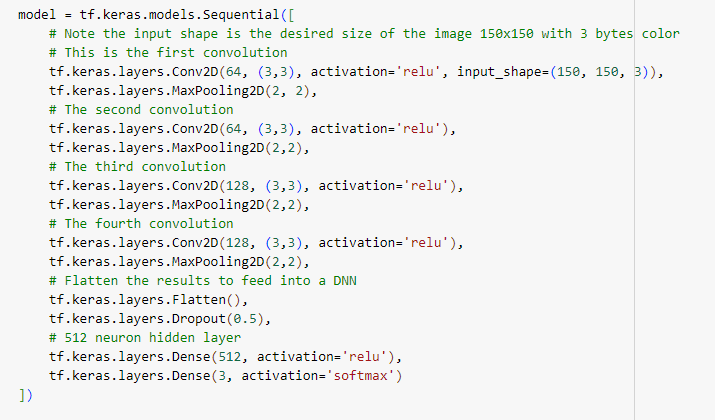 model = tf.keras.models.Sequential([
    # Note the input shape is the desired size of the image 150x150 with 3 bytes color
    # This is the first convolution
    tf.keras.layers.Conv2D(64, (3,3), activation='relu', input_shape=(150, 150, 3)),
    tf.keras.layers.MaxPooling2D(2, 2),
    # The second convolution
    tf.keras.layers.Conv2D(64, (3,3), activation='relu'),
    tf.keras.layers.MaxPooling2D(2,2),
    # The third convolution
    tf.keras.layers.Conv2D(128, (3,3), activation='relu'),
    tf.keras.layers.MaxPooling2D(2,2),
    # The fourth convolution
    tf.keras.layers.Conv2D(128, (3,3), activation='relu'),
    tf.keras.layers.MaxPooling2D(2,2),
    # Flatten the results to feed into a DNN
    tf.keras.layers.Flatten(),
    tf.keras.layers.Dropout(0.5),
    # 512 neuron hidden layer
    tf.keras.layers.Dense(512, activation='relu'),
    tf.keras.layers.Dense(3, activation='softmax')
])